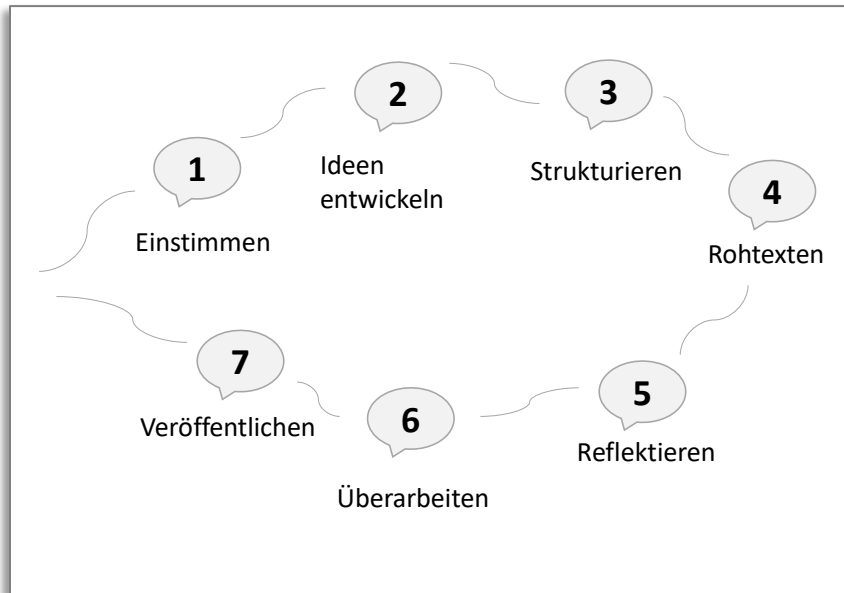 1
Einstimmen
2
Ideen
entwickeln
3
Strukturieren
4
Rohtexten
5
Reflektieren
6
Überarbeiten
7
Veröffentlichen